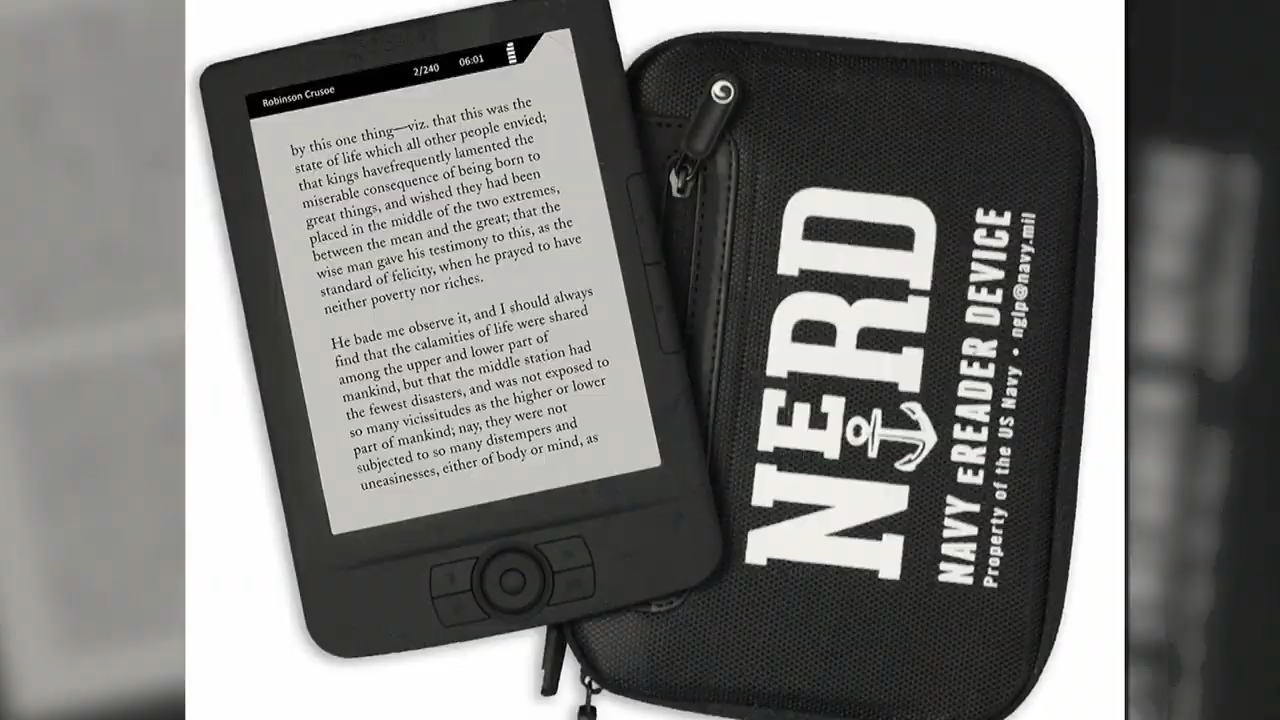 Robinson Crusoe 2/240 06:01
by this one thing—viz. that this was the
state of life which all other people envied;
that kings havefrequently lamented the
miserable consequence of being born to
great things, and wished they had been
placed in the middle of the two extremes,
between the mean and the great; that the
wise man gave his testimony to this, as the
standard of felicity, when he prayed to have
neither poverty nor riches.
He bade me observe it, and I should always
find that the calamities of life were shared
among the upper and lower part of
mankind, but that the middle station had
the fewest disasters, and was not exposed to
so many vicissitudes as the higher or lower
part of mankind; nay, they were not
subjected to so many distempers and
uneasinesses, either of body or mind, as
NeRD
NAVY eREADER DEVICE
Property of the US Navy • nglp@navy.mil